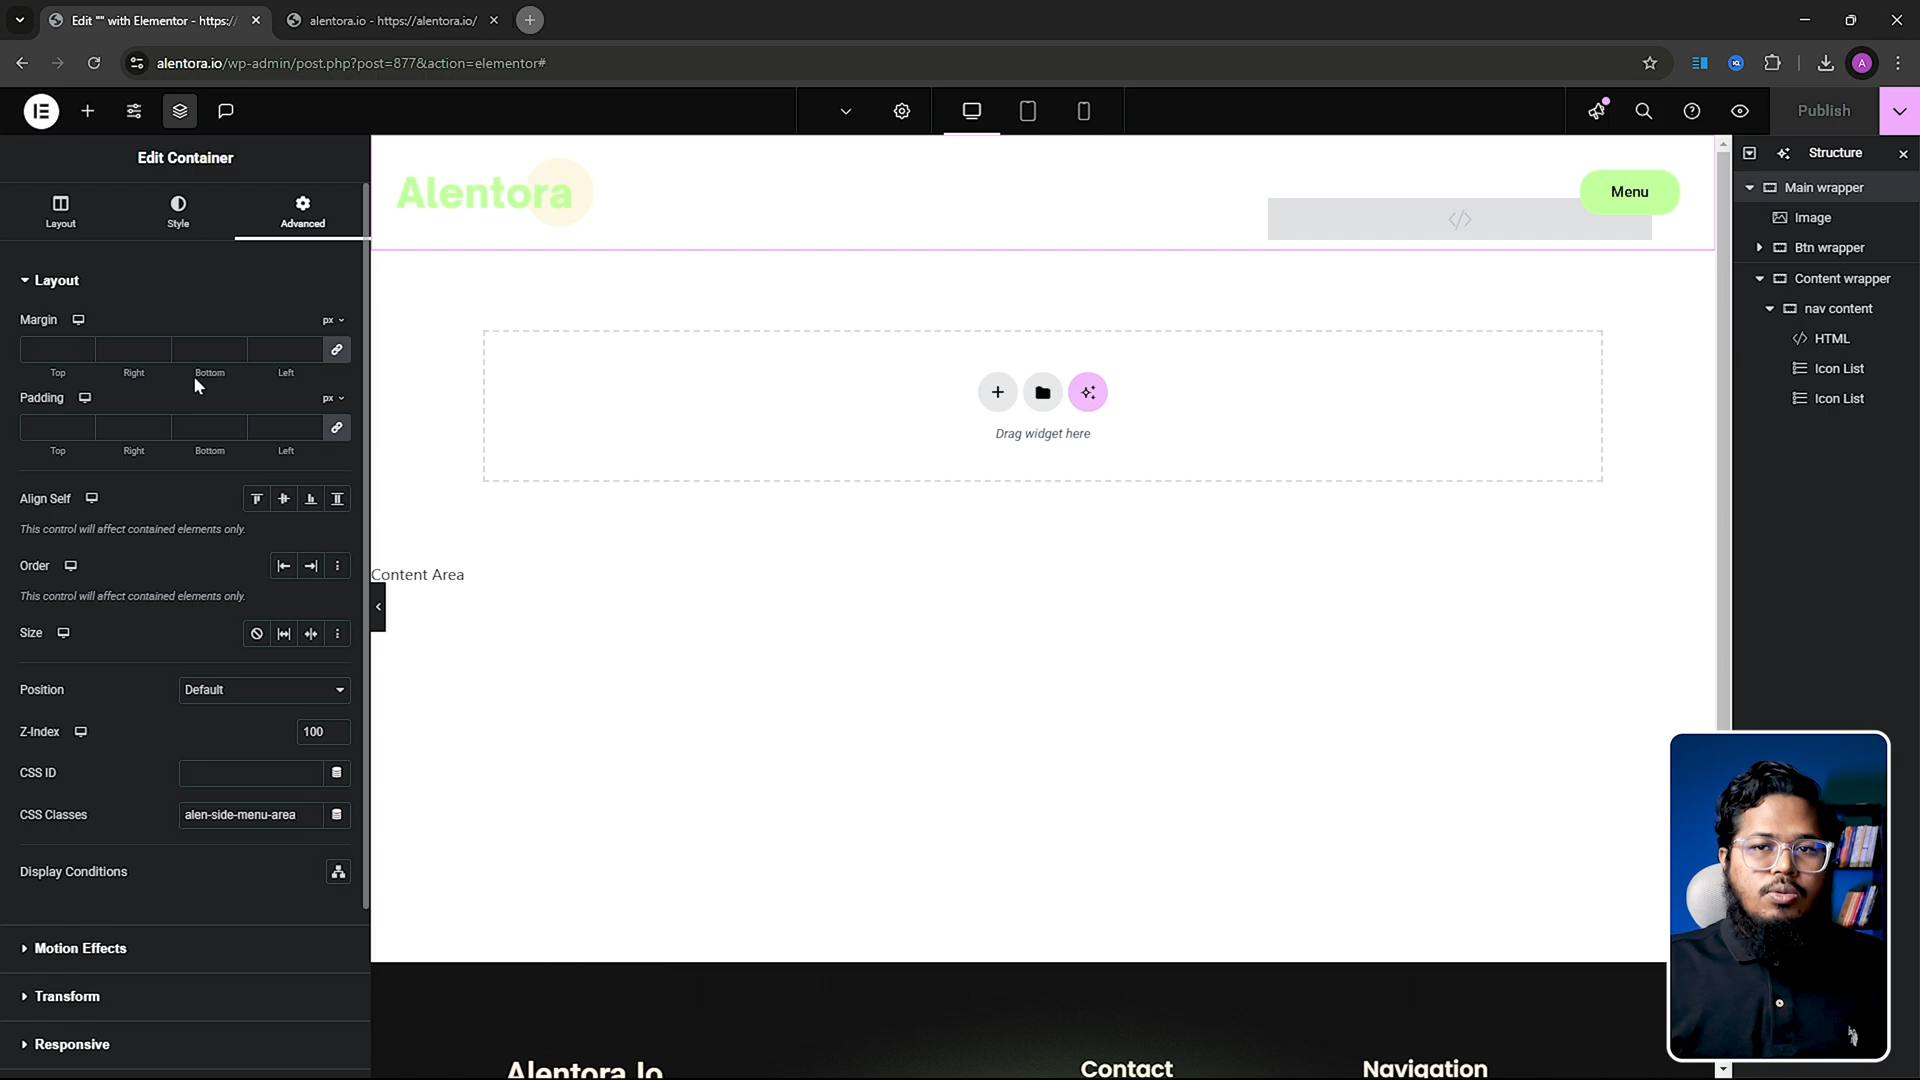 Edit "" with Elementor - https:/
alentora.io - https://alentora.io/
alentora.io/wp-admin/post.php?post=877&action=elementor#
A
Publish
Edit Container
Layout
Style
Advanced
Layout
Margin
px
Top
Right
Bottom
Left
Padding
px
Top
Right
Bottom
Left
Align Self
This control will affect contained elements only.
Order
This control will affect contained elements only.
Size
Position
Default
Z-Index
100
CSS ID
CSS Classes
alen-side-menu-area
Display Conditions
Motion Effects
Transform
Responsive
Alentora
Menu
Drag widget here
Content Area
Alentora.Io
Contact
Navigation
Structure
Main wrapper
Image
Btn wrapper
Content wrapper
nav content
HTML
Icon List
Icon List